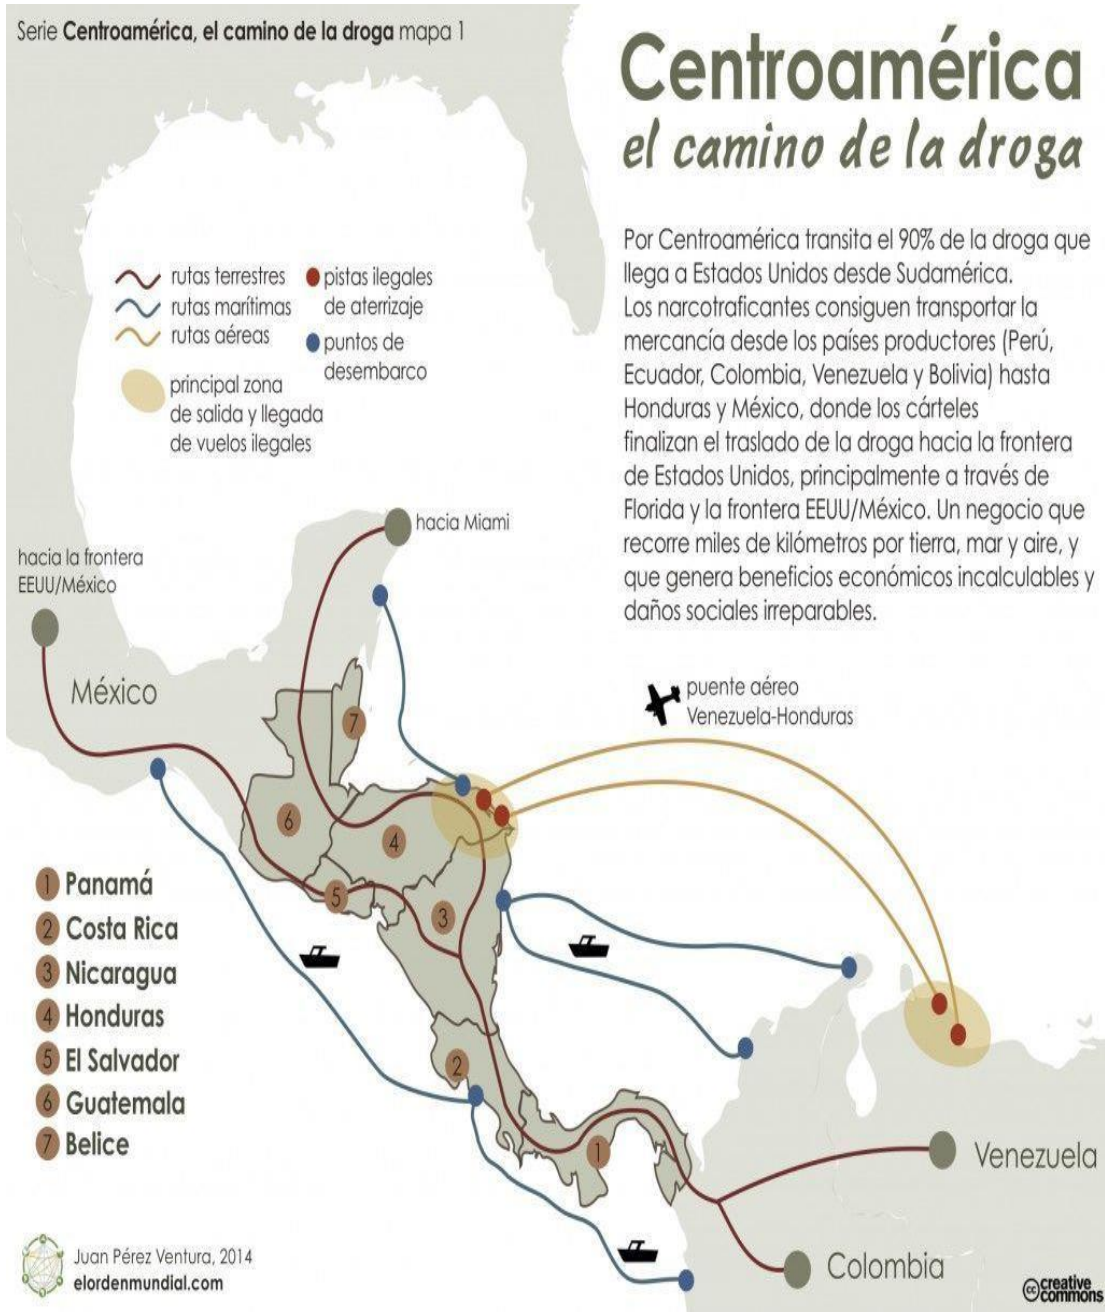 Serie Centroamérica, el camino de la droga mapa 1
Centroamérica
el camino de la droga
Por Centroamérica transita el 90% de la droga que
llega a Estados Unidos desde Sudamérica.
Los narcotraficantes consiguen transportar la
mercancía desde los países productores (Perú,
Ecuador, Colombia, Venezuela y Bolivia) hasta
Honduras y México, donde los cárteles
finalizan el traslado de la droga hacia la frontera
de Estados Unidos, principalmente a través de
Florida y la frontera EEUU/México. Un negocio que
recorre miles de kilómetros por tierra, mar y aire, y
que genera beneficios económicos incalculables y
daños sociales irreparables.
rutas terrestres
rutas marítimas
rutas aéreas
principal zona
de salida y llegada
de vuelos ilegales
pistas ilegales
de aterrizaje
puntos de
desembarco
hacia Miami
hacia la frontera
EEUU/México
México
puente aéreo
Venezuela-Honduras
7
6
4
5
3
2
1
1 Panamá
2 Costa Rica
3 Nicaragua
4 Honduras
5 El Salvador
6 Guatemala
7 Belice
Venezuela
Colombia
Juan Pérez Ventura, 2014
elordenmundial.com
cc creative
commons